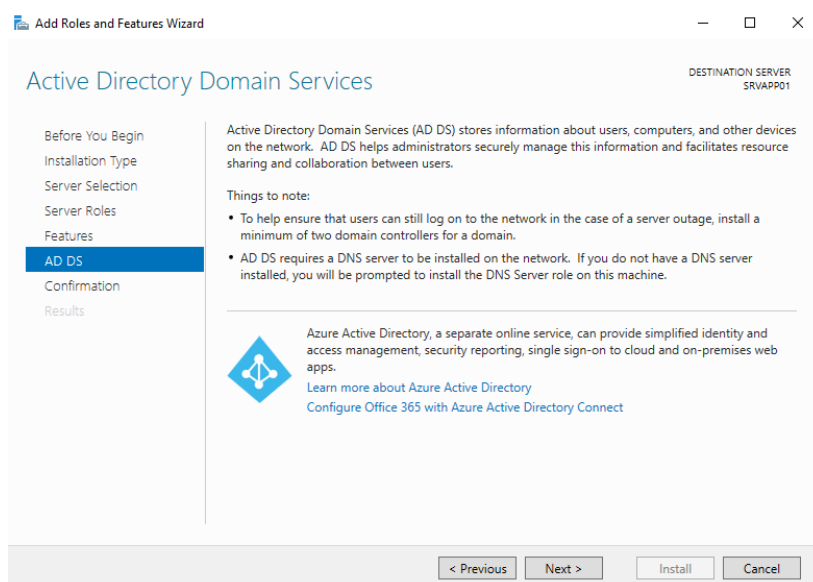 Add Roles and Features Wizard
Active Directory Domain Services
DESTINATION SERVER
SRVAPP01
Before You Begin
Installation Type
Server Selection
Server Roles
Features
AD DS
Confirmation
Results
Active Directory Domain Services (AD DS) stores information about users, computers, and other devices
on the network.  AD DS helps administrators securely manage this information and facilitates resource
sharing and collaboration between users.
Things to note:
• To help ensure that users can still log on to the network in the case of a server outage, install a
minimum of two domain controllers for a domain.
• AD DS requires a DNS server to be installed on the network.  If you do not have a DNS server
installed, you will be prompted to install the DNS Server role on this machine.
Azure Active Directory, a separate online service, can provide simplified identity and
access management, security reporting, single sign-on to cloud and on-premises web
apps.
Learn more about Azure Active Directory
Configure Office 365 with Azure Active Directory Connect
< Previous
Next >
Install
Cancel